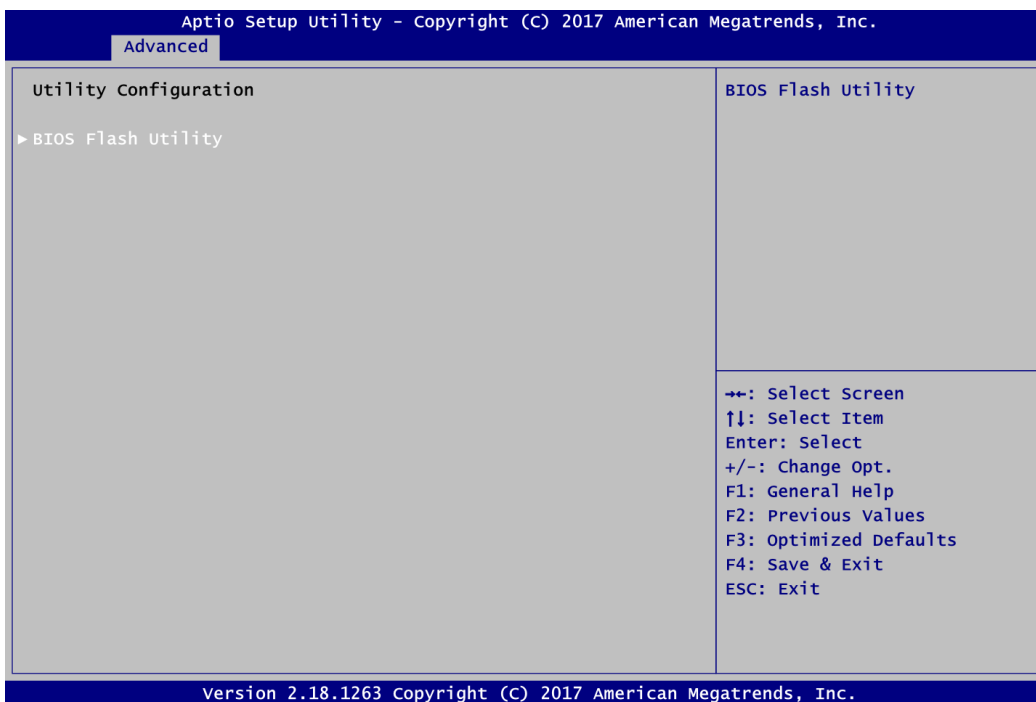 Aptio Setup Utility – Copyright (C) 2017 American Megatrends, Inc.
Advanced
Utility Configuration
► BIOS Flash Utility
BIOS Flash Utility
→←: Select Screen
↑↓: Select Item
Enter: Select
+/-: Change Opt.
F1: General Help
F2: Previous Values
F3: Optimized Defaults
F4: Save & Exit
ESC: Exit
Version 2.18.1263 Copyright (C) 2017 American Megatrends, Inc.